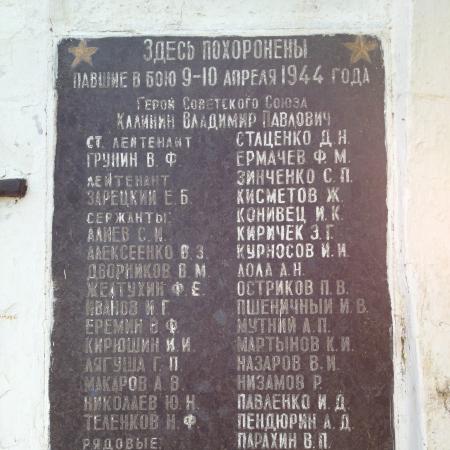 Здесь похоронены
павшие в бою 9-10 апреля 1944 года
Герой Советского Союза
Калинин Владимир Павлович
ст. лейтенант
Грунин В. Ф.
лейтенант
Зарецкий Е. Б.
сержанты:
Алиев С. И.
Алексеенко В. З.
Дворников В. М.
Желтухин Ф. Е.
Иванов И. Г.
Еремин В. Ф.
Кирюшин И. И.
Лягуша Г. П.
Макаров А. В.
Николаев Ю. Н.
Теленков Н. Ф.
рядовые:
Стаценко Д. Н.
Ермачев Ф. М.
Зинченко С. П.
Кисметов Ж.
Конивец И. К.
Киричек З. Г.
Курносов И. И.
Лола А. Н.
Остриков П. В.
Пшеничный И. В.
Мутний А. П.
Мартынов К. И.
Назаров В. И.
Низамов Р.
Павленко И. Д.
Пендюрин А. Д.
Парахин В. П.